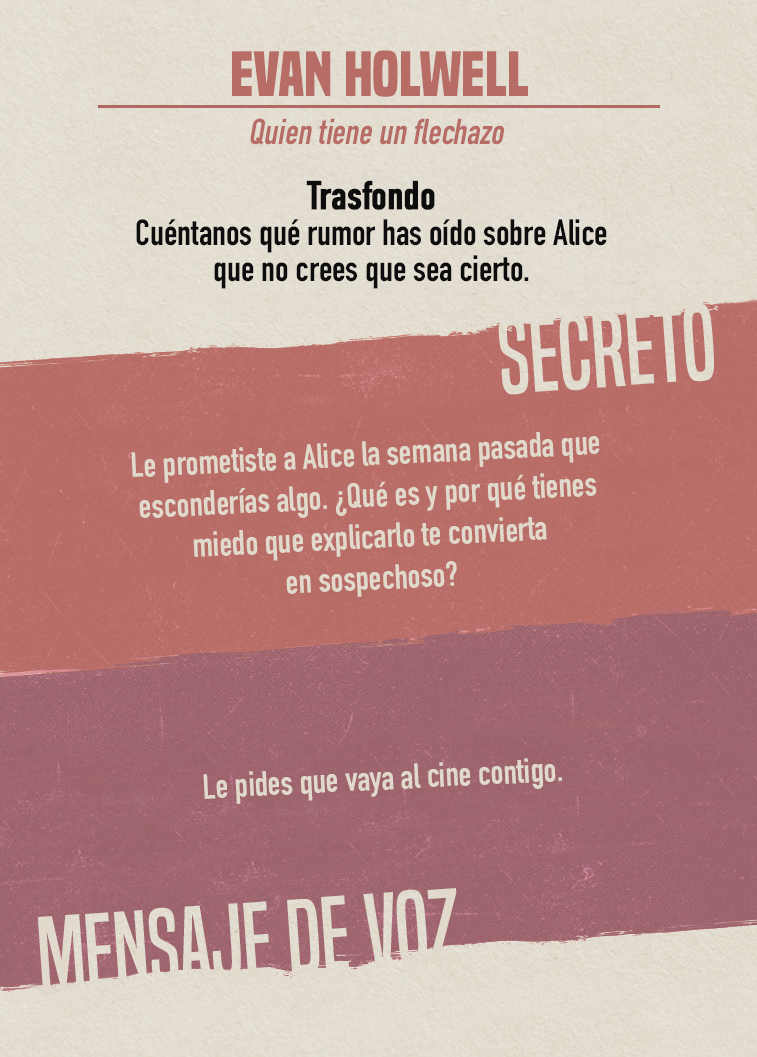 EVAN HOLWELL
Quien tiene un flechazo
Trasfondo
Cuéntanos qué rumor has oído sobre Alice
que no crees que sea cierto.
SECRETO
Le prometiste a Alice la semana pasada que
esconderías algo. ¿Qué es y por qué tienes
miedo que explicarlo te convierta
en sospechoso?
Le pides que vaya al cine contigo.
MENSAJE DE VOZ